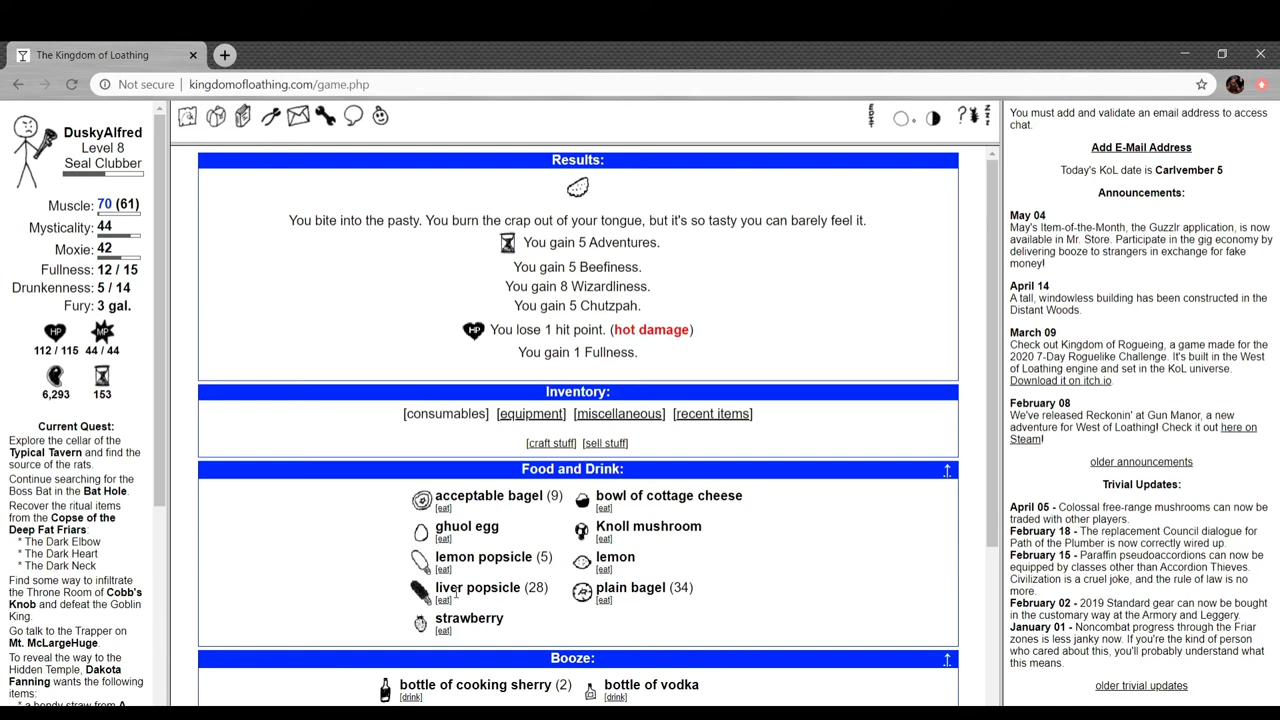 The Kingdom of Loathing
Not secure | kingdomofloathing.com/game.php
DuskyAlfred
Level 8
Seal Clubber
Muscle: 70 (61)
Mysticality: 44
Moxie: 42
Fullness: 12 / 15
Drunkenness: 5 / 14
Fury: 3 gal.
HP MP
112 / 115 44 / 44
6,293 153
Current Quest:
Explore the cellar of the
Typical Tavern and find the
source of the rats.
Continue searching for the
Boss Bat in the Bat Hole.
Recover the ritual items
from the Copse of the
Deep Fat Friars:
* The Dark Elbow
* The Dark Heart
* The Dark Neck
Find some way to infiltrate
the Throne Room of Cobb's
Knob and defeat the Goblin
King.
Go talk to the Trapper on
Mt. McLargeHuge.
To reveal the way to the
Hidden Temple, Dakota
Fanning wants the following
items:
Results:
You bite into the pasty. You burn the crap out of your tongue, but it's so tasty you can barely feel it.
You gain 5 Adventures.
You gain 5 Beefiness.
You gain 8 Wizardliness.
You gain 5 Chutzpah.
HP You lose 1 hit point. (hot damage)
You gain 1 Fullness.
Inventory:
[consumables] [equipment] [miscellaneous] [recent items]
[craft stuff] [sell stuff]
Food and Drink:
acceptable bagel (9) bowl of cottage cheese
[eat] [eat]
ghuol egg Knoll mushroom
[eat] [eat]
lemon popsicle (5) lemon
[eat] [eat]
liver popsicle (28) plain bagel (34)
[eat] [eat]
strawberry
[eat]
Booze:
bottle of cooking sherry (2) bottle of vodka
[drink] [drink]
You must add and validate an email address to access
chat.
Add E-Mail Address
Today's KoL date is Carlvember 5
Announcements:
May 04
May's Item-of-the-Month, the Guzzlr application, is now
available in Mr. Store. Participate in the gig economy by
delivering booze to strangers in exchange for fake
money!
April 14
A tall, windowless building has been constructed in the
Distant Woods.
March 09
Check out Kingdom of Rogueing, a game made for the
2020 7-Day Roguelike Challenge. It's built in the West
of Loathing engine and set in the KoL universe.
Download it on itch.io.
February 08
We've released Reckonin' at Gun Manor, a new
adventure for West of Loathing! Check it out here on
Steam!
older announcements
Trivial Updates:
April 05 - Colossal free-range mushrooms can now be
traded with other players.
February 18 - The replacement Council dialogue for
Path of the Plumber is now correctly wired up.
February 15 - Paraffin pseudoaccordions can now be
equipped by classes other than Accordion Thieves.
Civilization is a cruel joke, and the rule of law is no
more.
February 02 - 2019 Standard gear can now be bought
in the customary way at the Armory and Leggery.
January 01 - Noncombat progress through the Friar
zones is less janky now. If you're the kind of person
who cared about this, you'll probably understand what
this means.
older trivial updates